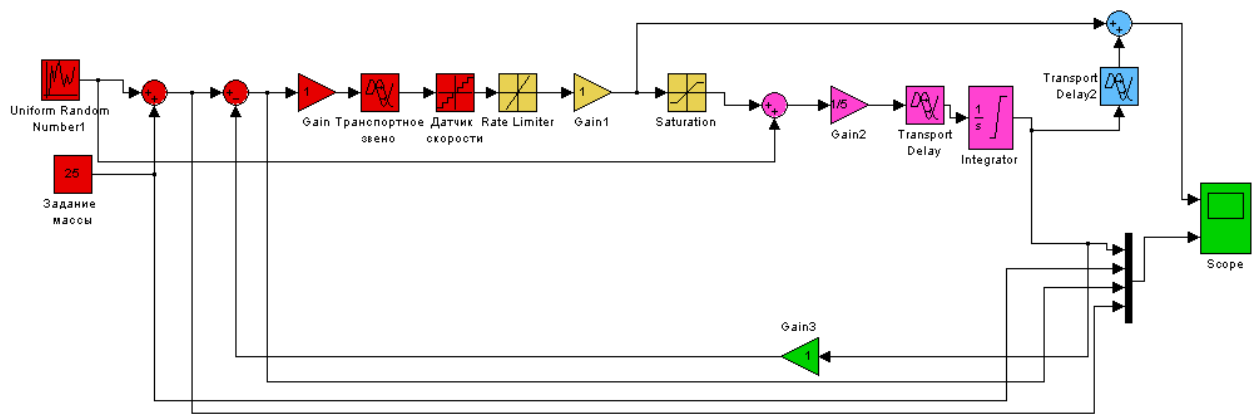 Uniform Random
Number1
25
Задание
массы
+
+
+
−
1
Gain
Транспортное
звено
Датчик
скорости
Rate Limiter
1
Gain1
Saturation
+
+
1/5
Gain2
Transport
Delay
1
s
Integrator
+
+
Transport
Delay2
Scope
Gain3
1